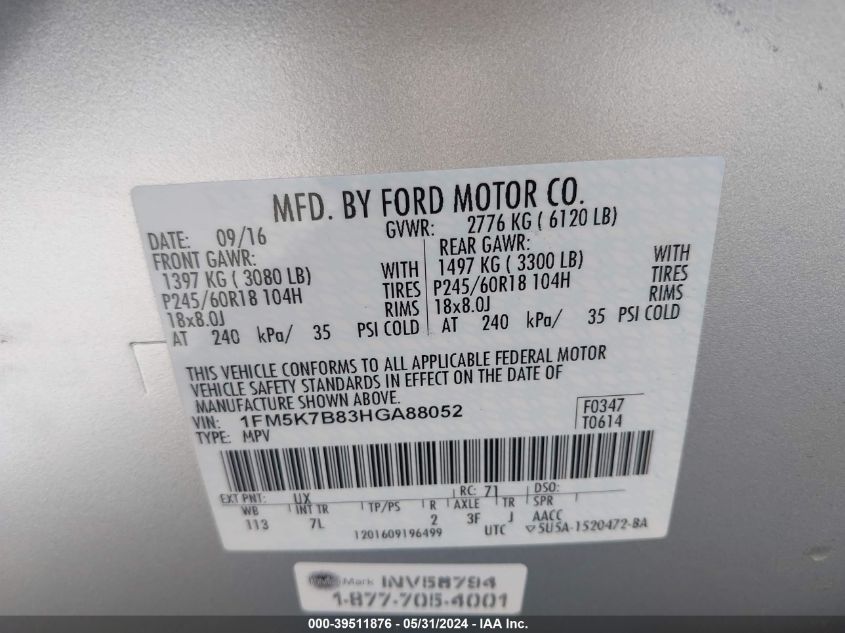 MFD. BY FORD MOTOR CO.
DATE: 09/16 GVWR: 2776 KG ( 6120 LB)
FRONT GAWR: REAR GAWR:
1397 KG ( 3080 LB) WITH 1497 KG ( 3300 LB) WITH
P245/60R18 104H TIRES P245/60R18 104H TIRES
18x8.0J RIMS 18x8.0J RIMS
AT 240 kPa/ 35 PSI COLD AT 240 kPa/ 35 PSI COLD
THIS VEHICLE CONFORMS TO ALL APPLICABLE FEDERAL MOTOR
VEHICLE SAFETY STANDARDS IN EFFECT ON THE DATE OF
MANUFACTURE SHOWN ABOVE.
VIN: 1FM5K7B83HGA88052 F0347
TYPE: MPV T0614
EXT PNT: UX RC: 71 DSO:
WB INT TR TP/PS R AXLE TR SPR
113 7L 2 3F J AACC
1201609196499 UTC ▽5U5A-1520472-BA
Mark INV58794
1-877-705-4001
000-39511876 - 05/31/2024 - IAAI.com.